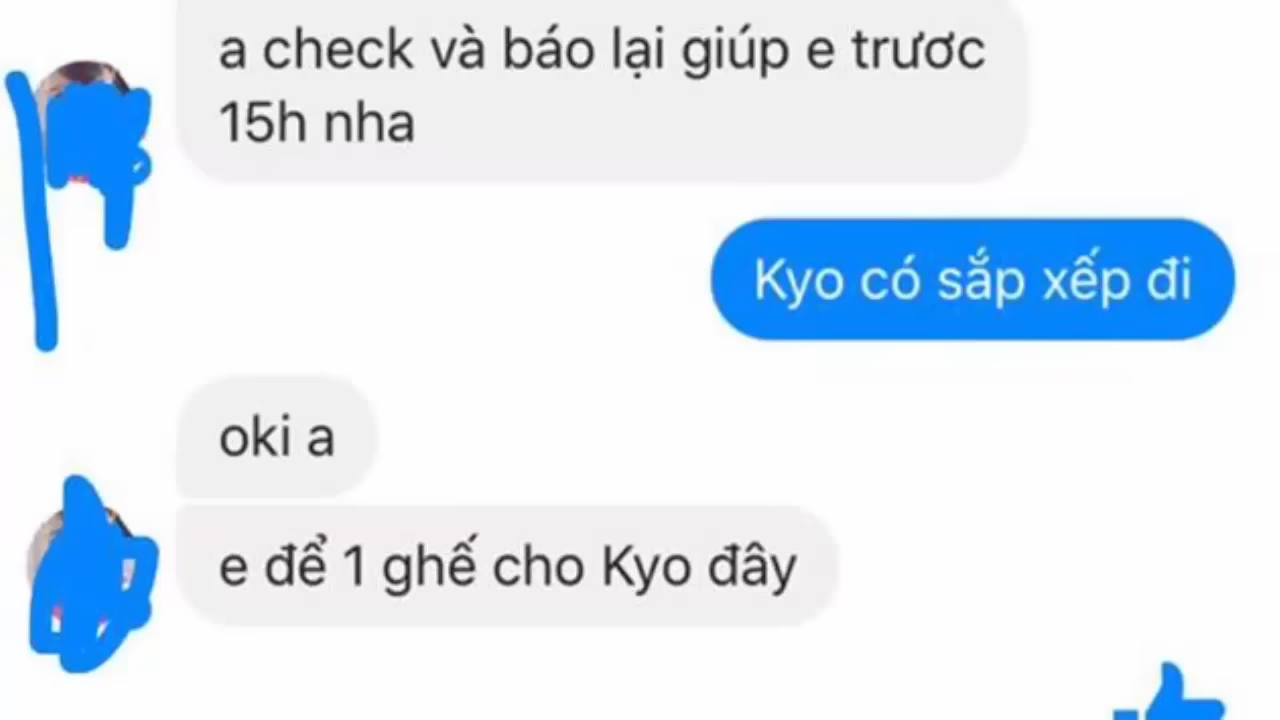 a check và báo lại giúp e trươc
15h nha
Kyo có sắp xếp đi
oki a
e để 1 ghế cho Kyo đây